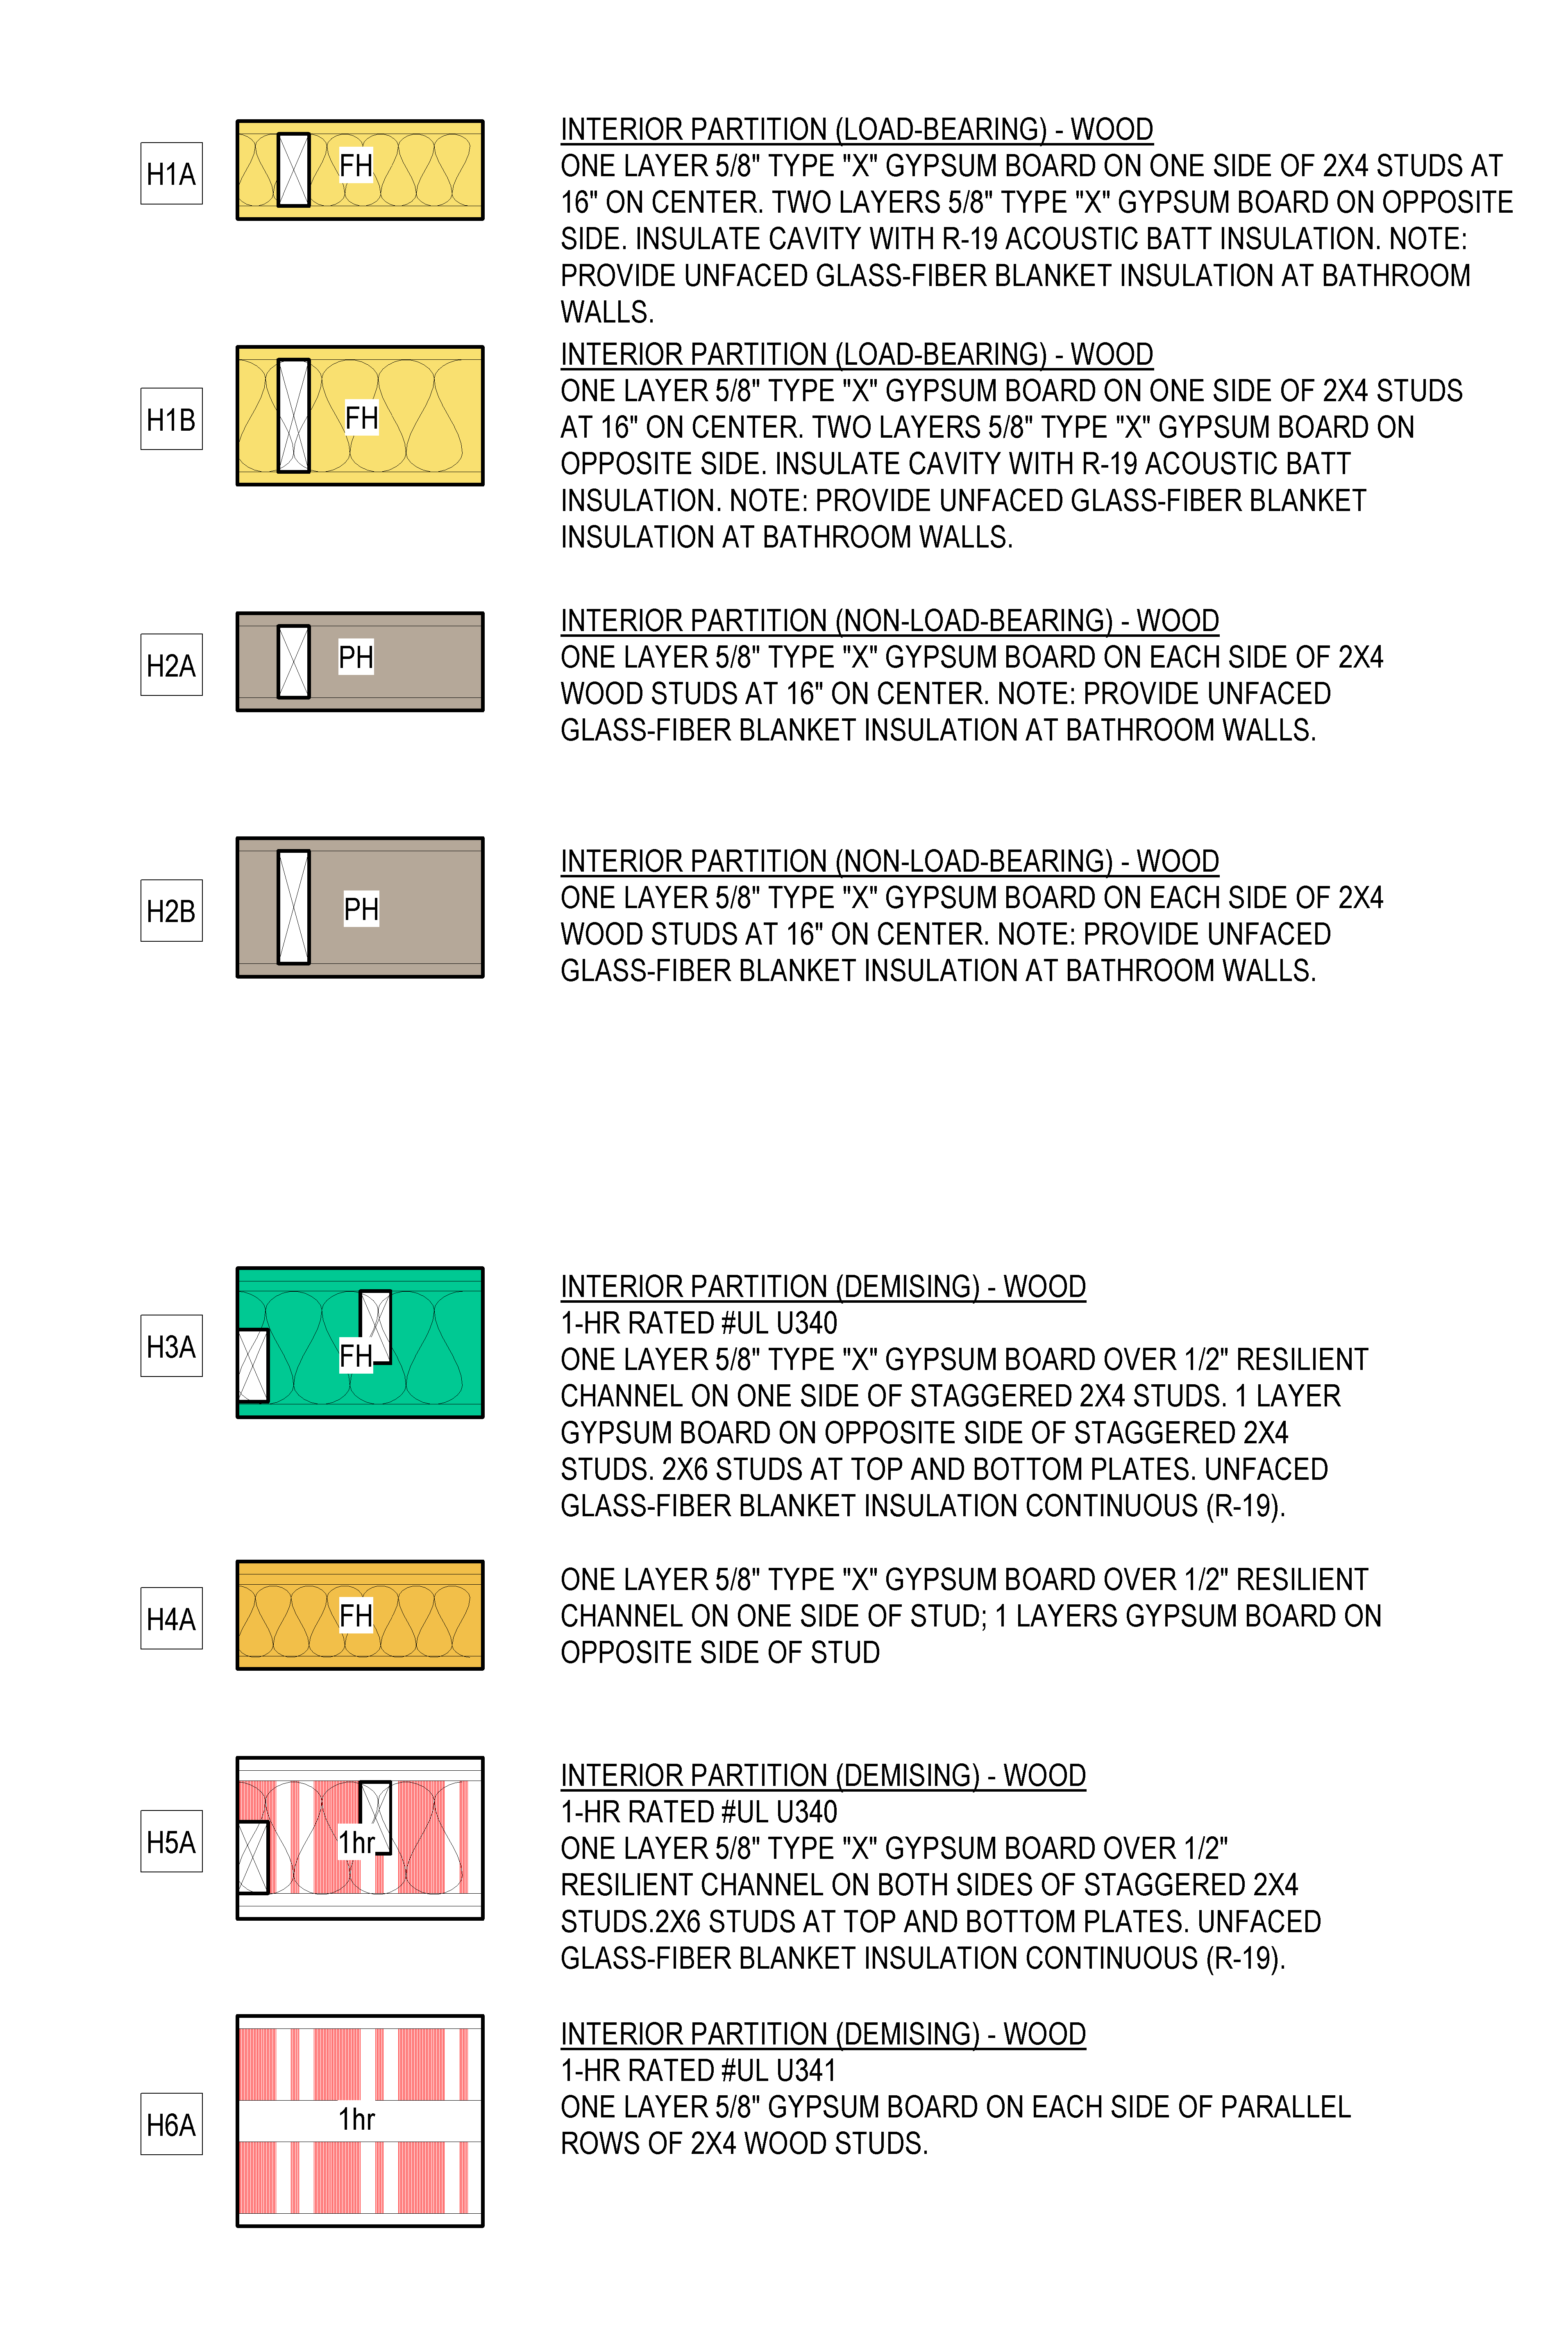 H1A
FH
INTERIOR PARTITION (LOAD-BEARING) - WOOD
ONE LAYER 5/8" TYPE "X" GYPSUM BOARD ON ONE SIDE OF 2X4 STUDS AT
16" ON CENTER. TWO LAYERS 5/8" TYPE "X" GYPSUM BOARD ON OPPOSITE
SIDE. INSULATE CAVITY WITH R-19 ACOUSTIC BATT INSULATION. NOTE:
PROVIDE UNFACED GLASS-FIBER BLANKET INSULATION AT BATHROOM
WALLS.
H1B
FH
INTERIOR PARTITION (LOAD-BEARING) - WOOD
ONE LAYER 5/8" TYPE "X" GYPSUM BOARD ON ONE SIDE OF 2X4 STUDS
AT 16" ON CENTER. TWO LAYERS 5/8" TYPE "X" GYPSUM BOARD ON
OPPOSITE SIDE. INSULATE CAVITY WITH R-19 ACOUSTIC BATT
INSULATION. NOTE: PROVIDE UNFACED GLASS-FIBER BLANKET
INSULATION AT BATHROOM WALLS.
H2A
PH
INTERIOR PARTITION (NON-LOAD-BEARING) - WOOD
ONE LAYER 5/8" TYPE "X" GYPSUM BOARD ON EACH SIDE OF 2X4
WOOD STUDS AT 16" ON CENTER. NOTE: PROVIDE UNFACED
GLASS-FIBER BLANKET INSULATION AT BATHROOM WALLS.
H2B
PH
INTERIOR PARTITION (NON-LOAD-BEARING) - WOOD
ONE LAYER 5/8" TYPE "X" GYPSUM BOARD ON EACH SIDE OF 2X4
WOOD STUDS AT 16" ON CENTER. NOTE: PROVIDE UNFACED
GLASS-FIBER BLANKET INSULATION AT BATHROOM WALLS.
H3A
FH
INTERIOR PARTITION (DEMISING) - WOOD
1-HR RATED #UL U340
ONE LAYER 5/8" TYPE "X" GYPSUM BOARD OVER 1/2" RESILIENT
CHANNEL ON ONE SIDE OF STAGGERED 2X4 STUDS. 1 LAYER
GYPSUM BOARD ON OPPOSITE SIDE OF STAGGERED 2X4
STUDS. 2X6 STUDS AT TOP AND BOTTOM PLATES. UNFACED
GLASS-FIBER BLANKET INSULATION CONTINUOUS (R-19).
H4A
FH
ONE LAYER 5/8" TYPE "X" GYPSUM BOARD OVER 1/2" RESILIENT
CHANNEL ON ONE SIDE OF STUD; 1 LAYERS GYPSUM BOARD ON
OPPOSITE SIDE OF STUD
H5A
1hr
INTERIOR PARTITION (DEMISING) - WOOD
1-HR RATED #UL U340
ONE LAYER 5/8" TYPE "X" GYPSUM BOARD OVER 1/2"
RESILIENT CHANNEL ON BOTH SIDES OF STAGGERED 2X4
STUDS.2X6 STUDS AT TOP AND BOTTOM PLATES. UNFACED
GLASS-FIBER BLANKET INSULATION CONTINUOUS (R-19).
H6A
1hr
INTERIOR PARTITION (DEMISING) - WOOD
1-HR RATED #UL U341
ONE LAYER 5/8" GYPSUM BOARD ON EACH SIDE OF PARALLEL
ROWS OF 2X4 WOOD STUDS.